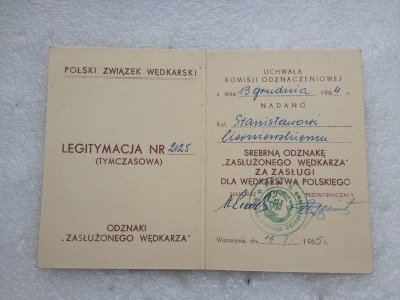 POLSKI ZWIĄZEK WĘDKARSKI
LEGITYMACJA NR 2125
(TYMCZASOWA)
ODZNAKI
„ZASŁUŻONEGO WĘDKARZA"
UCHWAŁĄ
KOMISJI ODZNACZENIOWEJ
z dnia 13 grudnia 1964 r
NADANO
Kol. Stanisławowi
SREBRNĄ ODZNAKĘ
„ZASŁUŻONEGO WĘDKARZA"
ZA ZASŁUGI
DLA WĘDKARSTWA POLSKIEGO
PRZEWODNICZĄCY
Warszawa, dn. 1965 r.